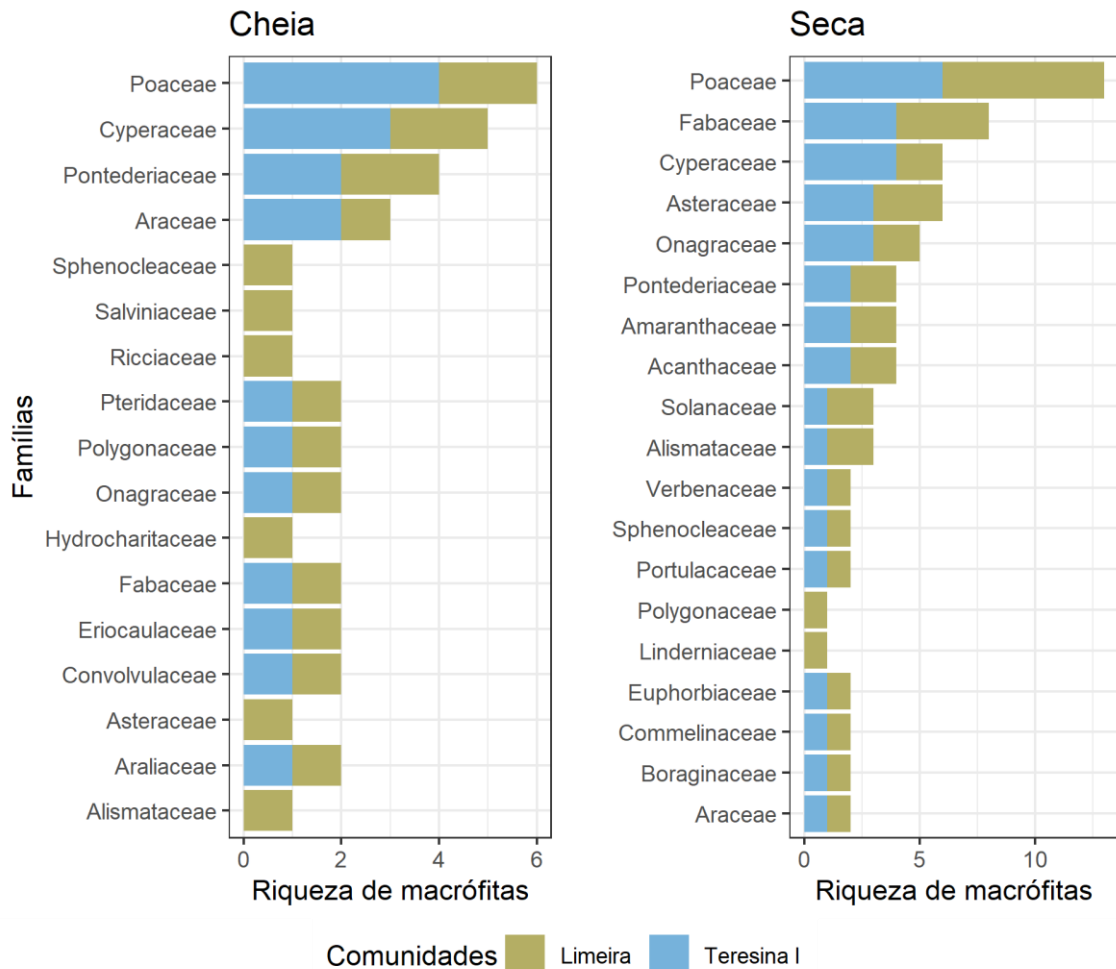 Cheia
Poaceae
Cyperaceae
Pontederiaceae
Araceae
Sphenocleaceae
Salviniaceae
Ricciaceae
Pteridaceae
Polygonaceae
Onagraceae
Hydrocharitaceae
Fabaceae
Eriocaulaceae
Convolvulaceae
Asteraceae
Araliaceae
Alismataceae
Famílias
0 2 4 6
Riqueza de macrófitas
Seca
Poaceae
Fabaceae
Cyperaceae
Asteraceae
Onagraceae
Pontederiaceae
Amaranthaceae
Acanthaceae
Solanaceae
Alismataceae
Verbenaceae
Sphenocleaceae
Portulacaceae
Polygonaceae
Linderniaceae
Euphorbiaceae
Commelinaceae
Boraginaceae
Araceae
0 5 10
Riqueza de macrófitas
Comunidades Limeira Teresina I